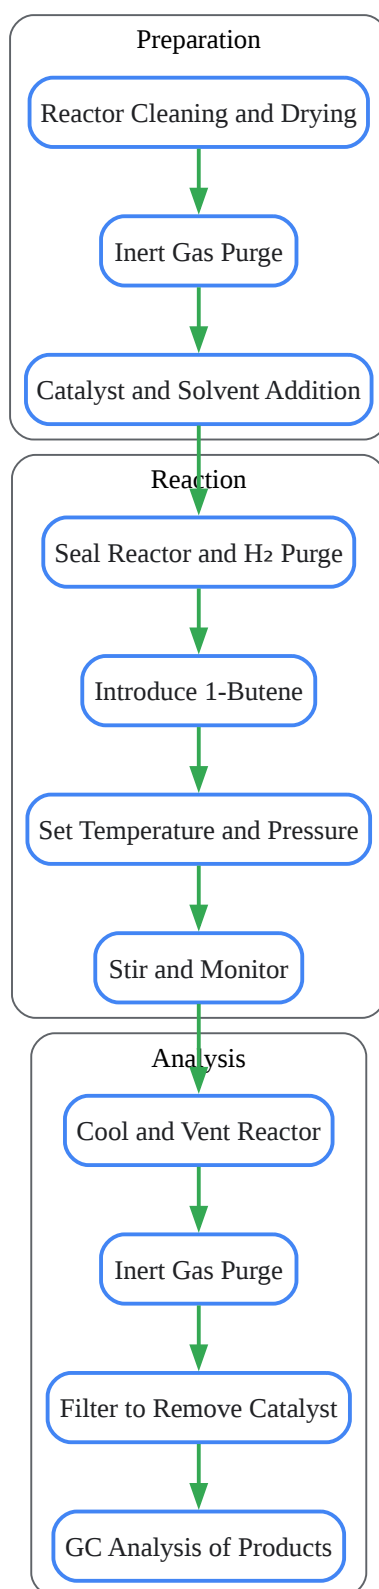 Preparation
Reactor Cleaning and Drying
Inert Gas Purge
Catalyst and Solvent Addition
Reaction
Seal Reactor and H₂ Purge
Introduce 1-Butene
Set Temperature and Pressure
Stir and Monitor
Analysis
Cool and Vent Reactor
Inert Gas Purge
Filter to Remove Catalyst
GC Analysis of Products